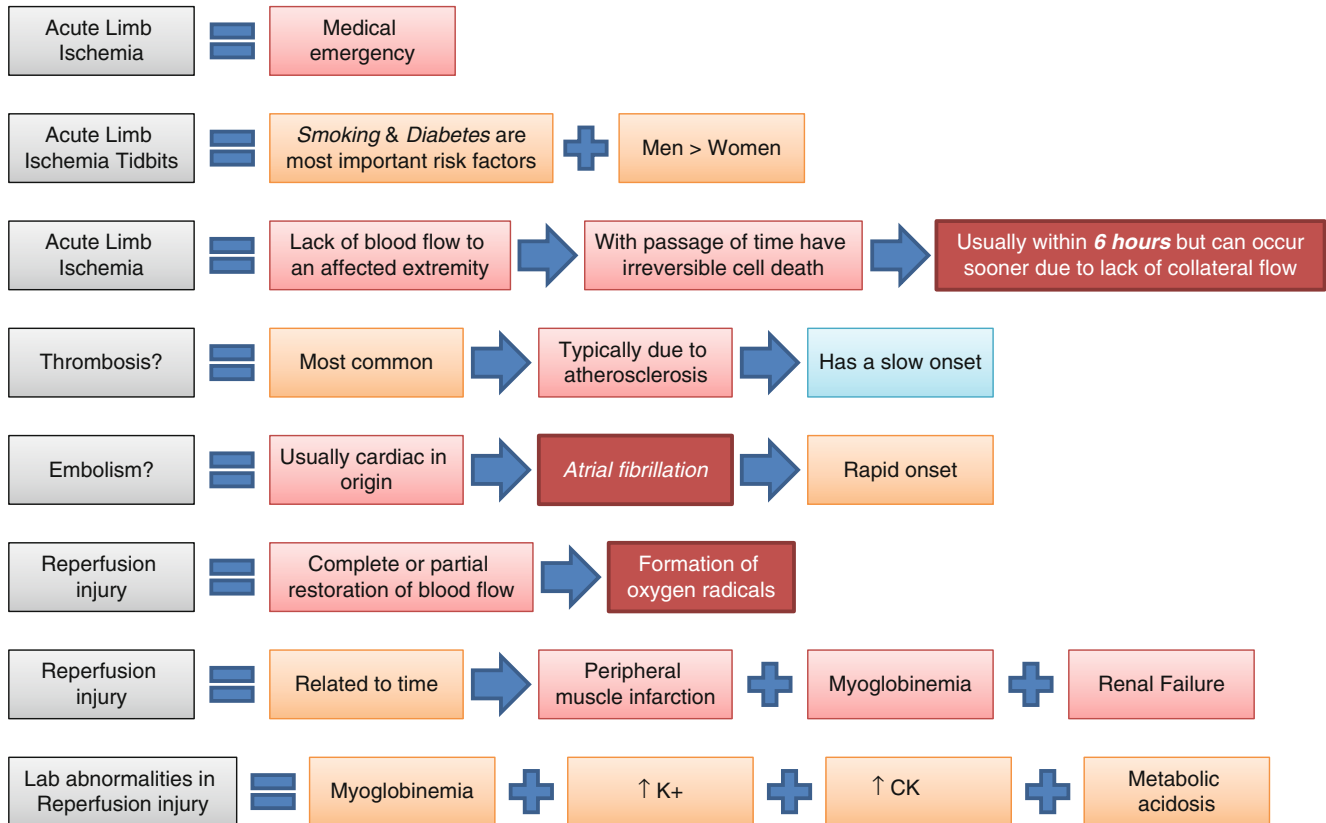 Acute Limb
Ischemia
Medical
emergency
Acute Limb
Ischemia Tidbits
Smoking & Diabetes are
most important risk factors
Men > Women
Acute Limb
Ischemia
Lack of blood flow to
an affected extremity
With passage of time have
irreversible cell death
Usually within 6 hours but can occur
sooner due to lack of collateral flow
Thrombosis?
Most common
Typically due to
atherosclerosis
Has a slow onset
Embolism?
Usually cardiac in
origin
Atrial fibrillation
Rapid onset
Reperfusion
injury
Complete or partial
restoration of blood flow
Formation of
oxygen radicals
Reperfusion
injury
Related to time
Peripheral
muscle infarction
Myoglobinemia
Renal Failure
Lab abnormalities in
Reperfusion injury
Myoglobinemia
↑ K+
↑ CK
Metabolic
acidosis